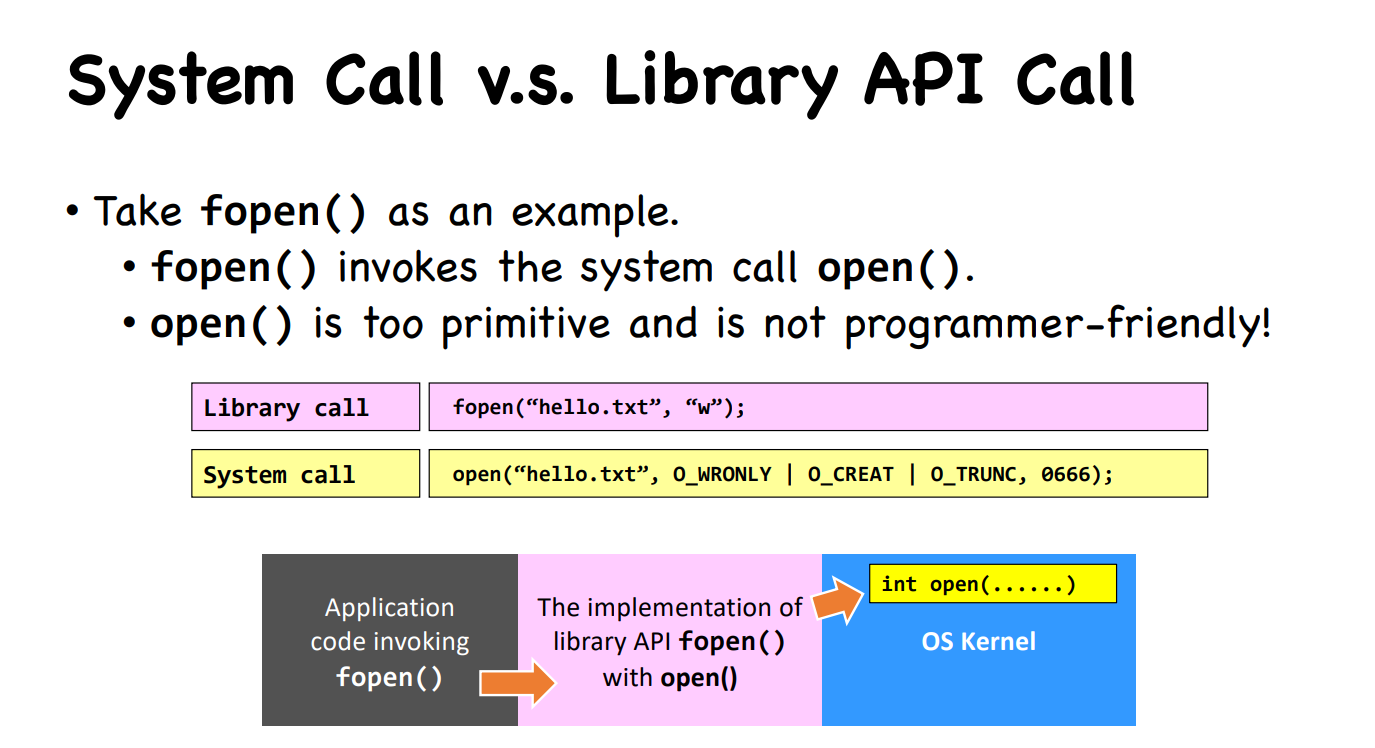 System Call v.s. Library API Call
• Take fopen() as an example.
• fopen() invokes the system call open().
• open() is too primitive and is not programmer-friendly!
Library call
fopen(“hello.txt”, “w”);
System call
open(“hello.txt”, O_WRONLY | O_CREAT | O_TRUNC, 0666);
Application
code invoking
fopen()
The implementation of
library API fopen()
with open()
int open(......)
OS Kernel